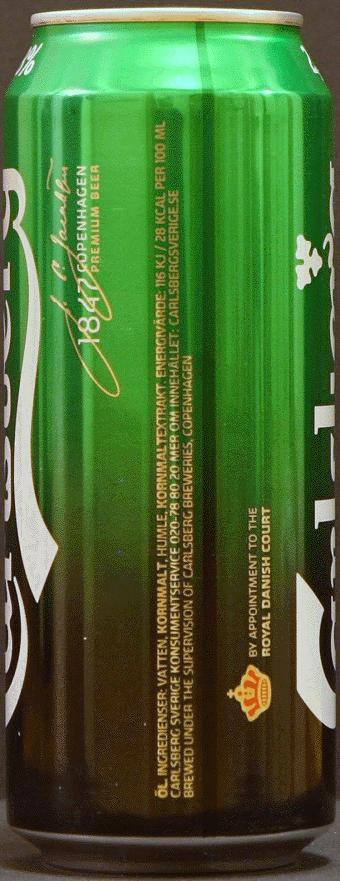 J. C. Jacobsen
1847 COPENHAGEN
PREMIUM BEER
ÖL. INGREDIENSER: VATTEN, KORNMALT, HUMLE, KORNMALTEXTRAKT. ENERGIVÄRDE: 116 KJ / 28 KCAL PER 100 ML
CARLSBERG SVERIGE KONSUMENTSERVICE 020-78 80 20 MER OM INNEHÅLLET: CARLSBERGSVERIGE.SE
BREWED UNDER THE SUPERVISION OF CARLSBERG BREWERIES, COPENHAGEN
BY APPOINTMENT TO THE
ROYAL DANISH COURT